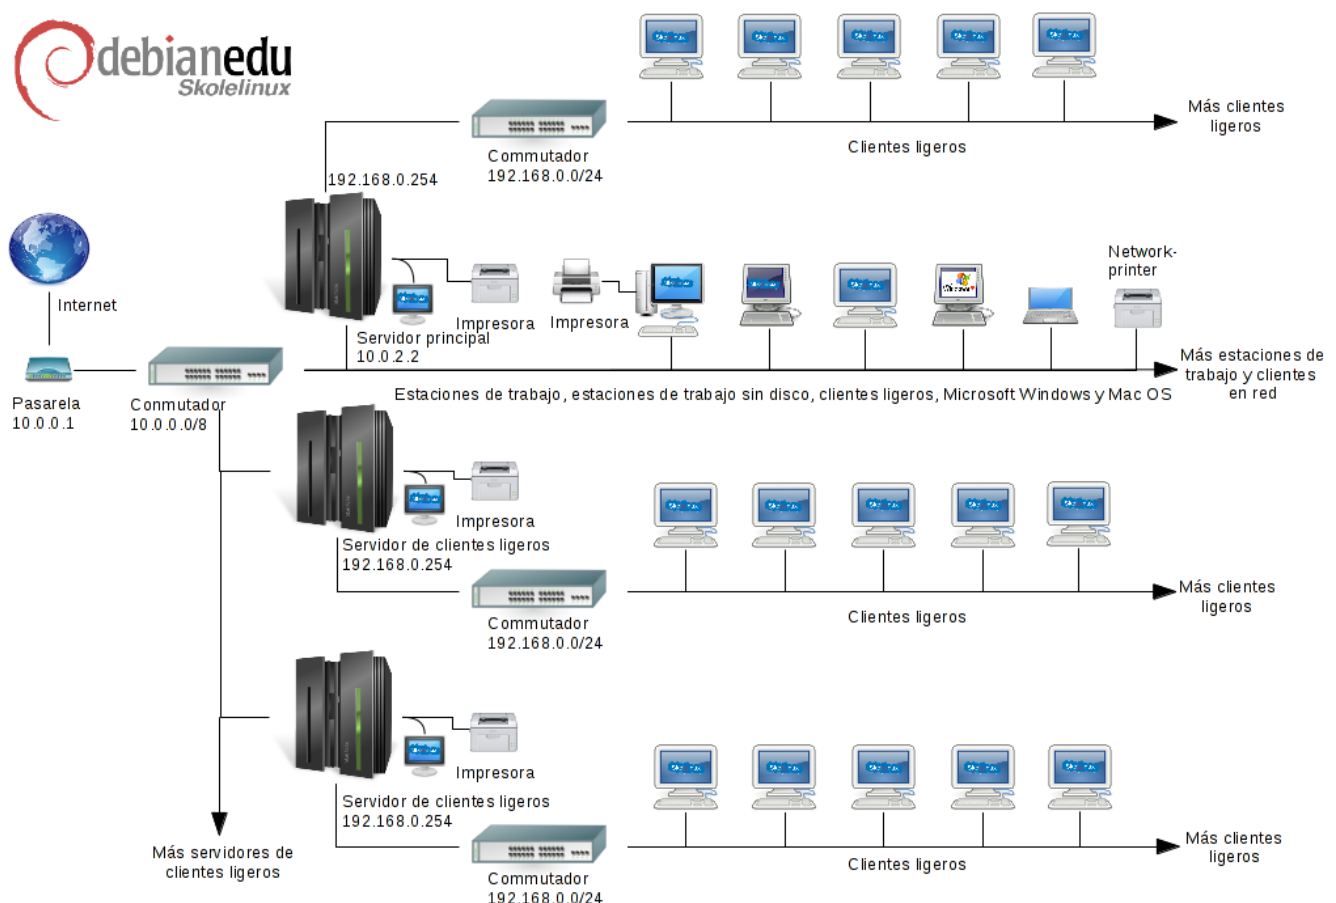 debianedu
Skolelinux
Más clientes
ligeros
Clientes ligeros
Commutador
192.168.0.0/24
192.168.0.254
Internet
Pasarela
10.0.0.1
Conmutador
10.0.0.0/8
Servidor principal
10.0.2.2
Impresora
Impresora
Network-
printer
Windows
Más estaciones de
trabajo y clientes
en red
Estaciones de trabajo, estaciones de trabajo sin disco, clientes ligeros, Microsoft Windows y Mac OS
Impresora
Servidor de clientes ligeros
192.168.0.254
Commutador
192.168.0.0/24
Clientes ligeros
Más clientes
ligeros
Impresora
Servidor de clientes ligeros
192.168.0.254
Commutador
192.168.0.0/24
Clientes ligeros
Más clientes
ligeros
Más servidores de
clientes ligeros